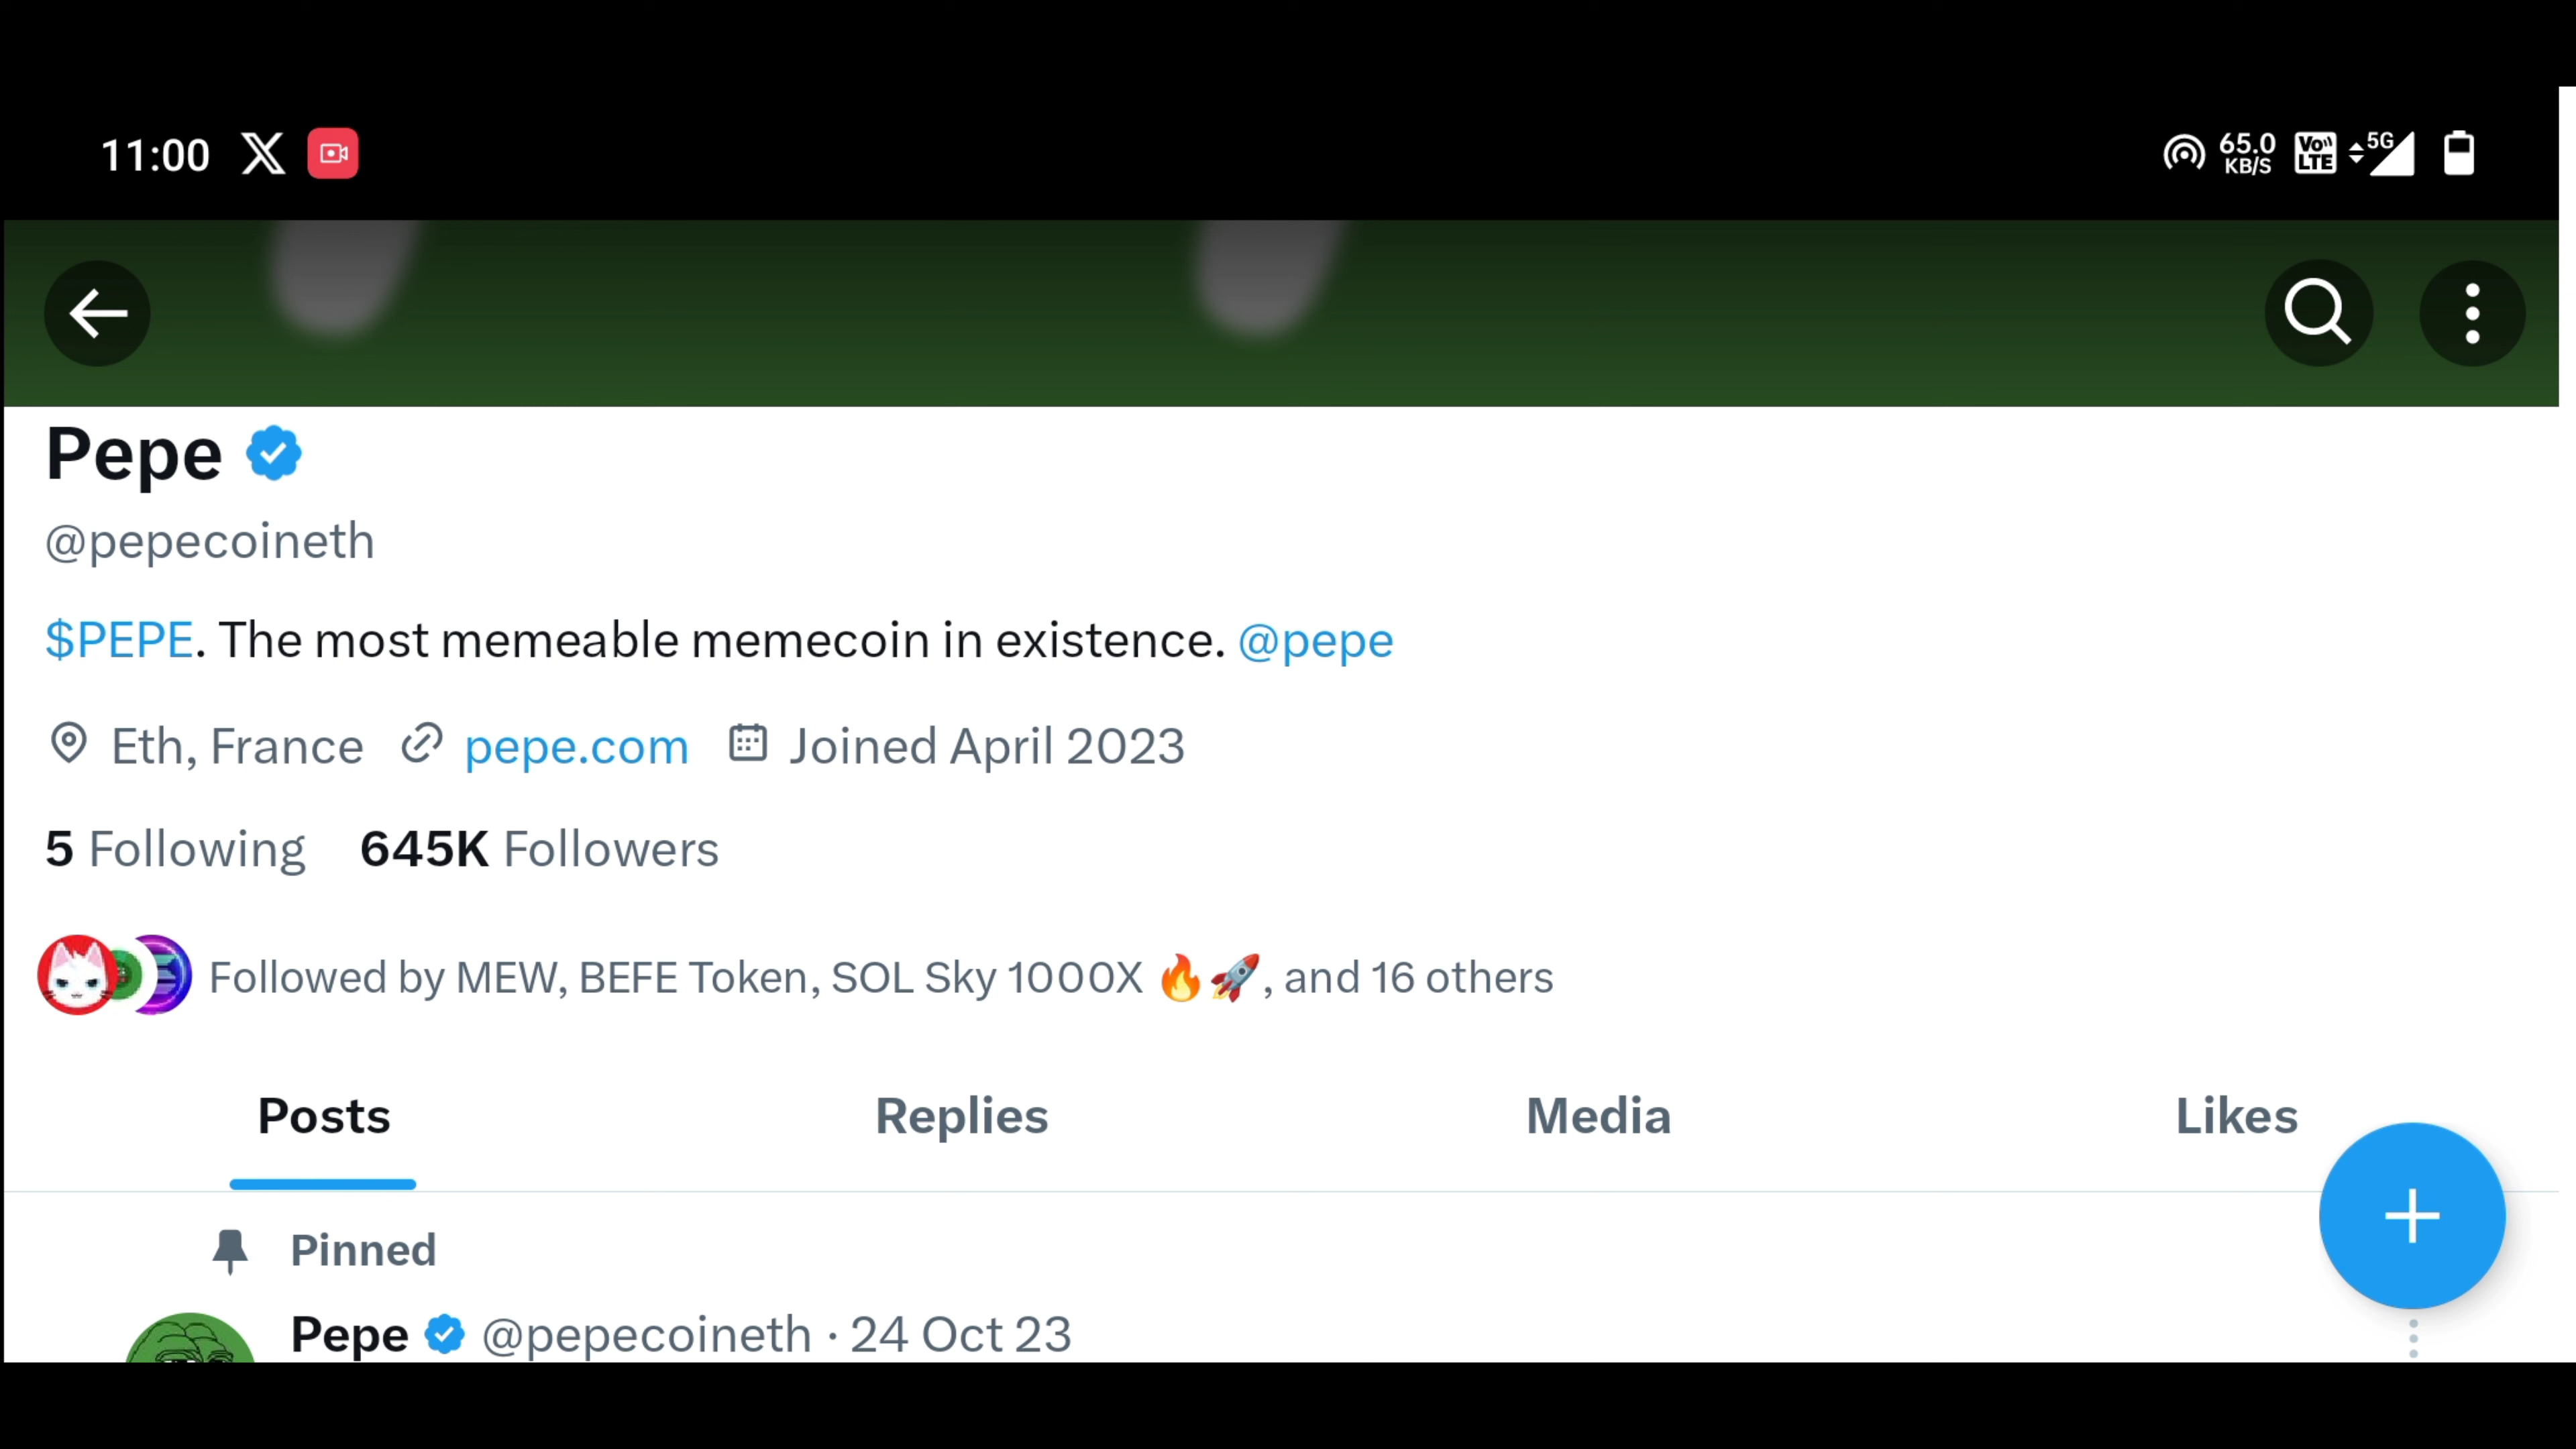 11:00
65.0
KB/S
Vo
LTE
5G
Pepe
@pepecoineth
$PEPE. The most memeable memecoin in existence. @pepe
Eth, France pepe.com Joined April 2023
5 Following 645K Followers
Followed by MEW, BEFE Token, SOL Sky 1000X 🔥🚀, and 16 others
Posts Replies Media Likes
Pinned
Pepe @pepecoineth · 24 Oct 23